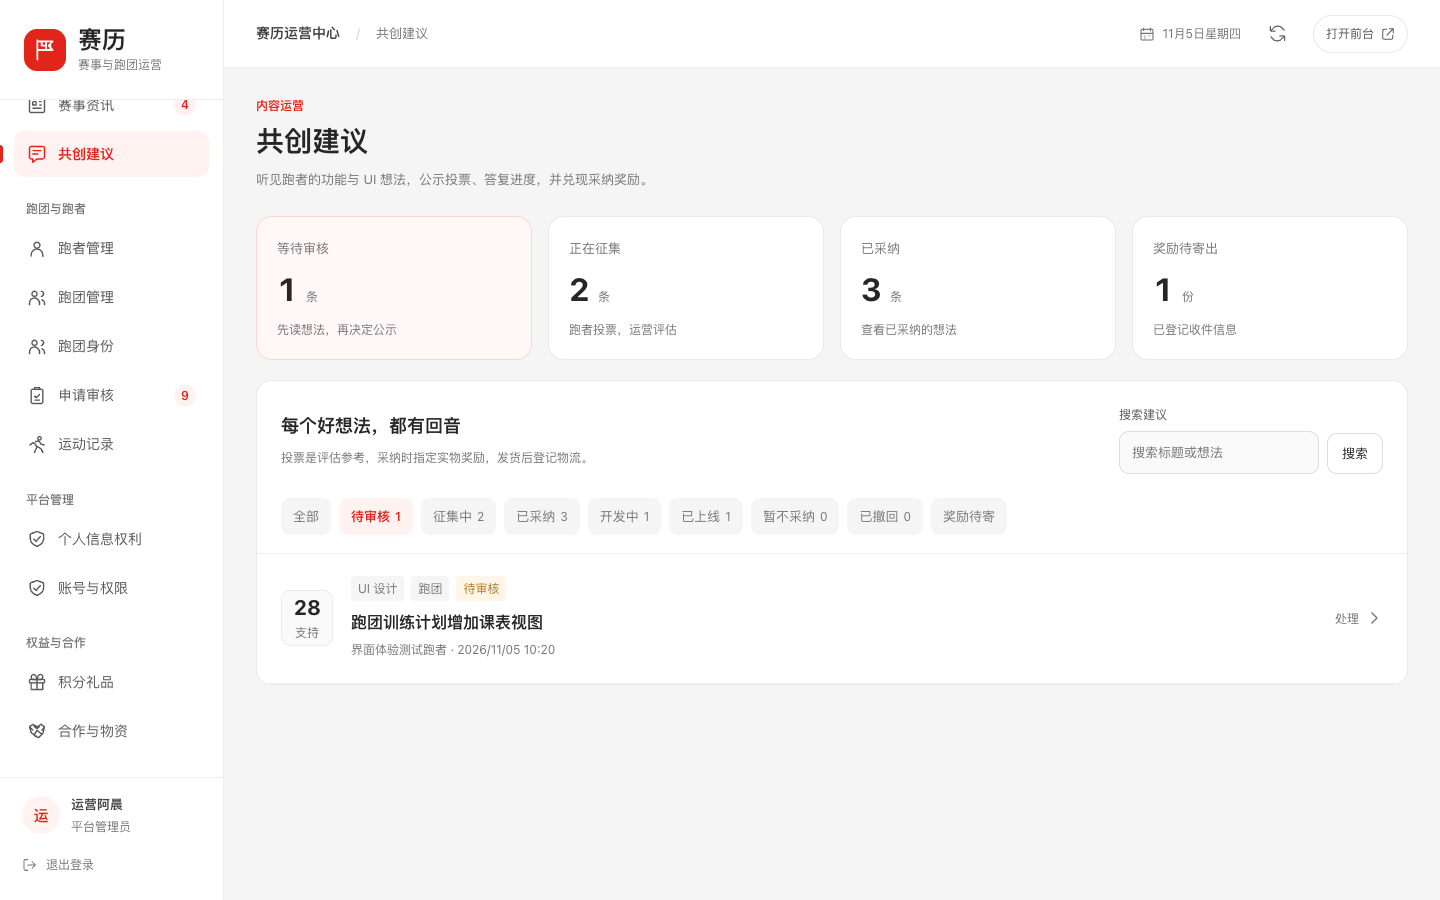 赛历
赛事与跑团运营
赛事资讯 4
共创建议
跑团与跑者
跑者管理
跑团管理
跑团身份
申请审核 9
运动记录
平台管理
个人信息权利
账号与权限
权益与合作
积分礼品
合作与物资
运 运营阿晨
平台管理员
退出登录
赛历运营中心 / 共创建议
11月5日星期四
打开前台
内容运营
共创建议
听见跑者的功能与 UI 想法，公示投票、答复进度，并兑现采纳奖励。
等待审核
1 条
先读想法，再决定公示
正在征集
2 条
跑者投票，运营评估
已采纳
3 条
查看已采纳的想法
奖励待寄出
1 份
已登记收件信息
每个好想法，都有回音
投票是评估参考，采纳时指定实物奖励，发货后登记物流。
搜索建议
搜索标题或想法 搜索
全部 待审核 1 征集中 2 已采纳 3 开发中 1 已上线 1 暂不采纳 0 已撤回 0 奖励待寄
28
支持
UI 设计 跑团 待审核
跑团训练计划增加课表视图
界面体验测试跑者 · 2026/11/05 10:20
处理